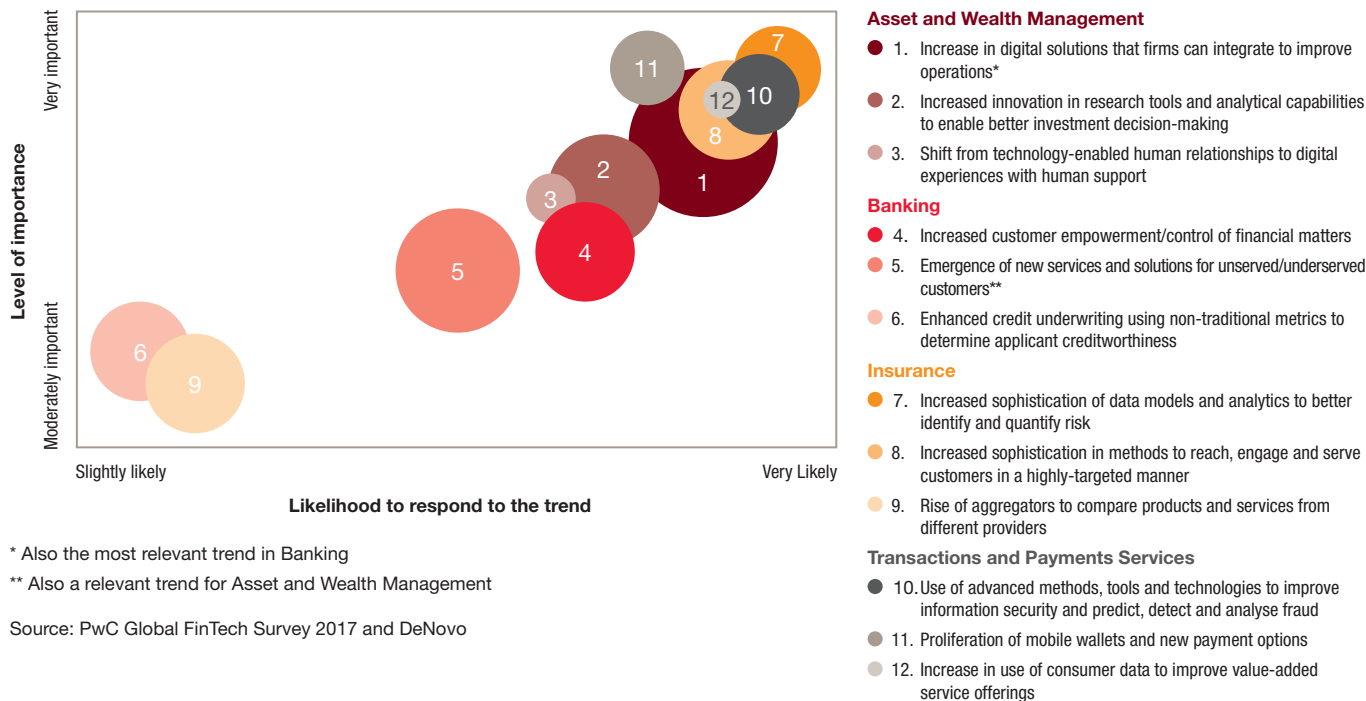 Very important
Level of importance
Moderately important
7
11
12
10
8
2
1
3
4
5
6
9
Slightly likely
Very Likely
Likelihood to respond to the trend
* Also the most relevant trend in Banking
** Also a relevant trend for Asset and Wealth Management
Source: PwC Global FinTech Survey 2017 and DeNovo
Asset and Wealth Management
1. Increase in digital solutions that firms can integrate to improve
operations*
2. Increased innovation in research tools and analytical capabilities
to enable better investment decision-making
3. Shift from technology-enabled human relationships to digital
experiences with human support
Banking
4. Increased customer empowerment/control of financial matters
5. Emergence of new services and solutions for unserved/underserved
customers**
6. Enhanced credit underwriting using non-traditional metrics to
determine applicant creditworthiness
Insurance
7. Increased sophistication of data models and analytics to better
identify and quantify risk
8. Increased sophistication in methods to reach, engage and serve
customers in a highly-targeted manner
9. Rise of aggregators to compare products and services from
different providers
Transactions and Payments Services
10. Use of advanced methods, tools and technologies to improve
information security and predict, detect and analyse fraud
11. Proliferation of mobile wallets and new payment options
12. Increase in use of consumer data to improve value-added
service offerings